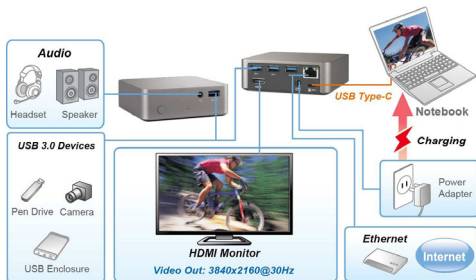 Audio
Headset
Speaker
USB 3.0 Devices
Pen Drive
Camera
USB Enclosure
HDMI Monitor
Video Out: 3840x2160@30Hz
USB Type-C
Notebook
Charging
Power
Adapter
Ethernet
Internet